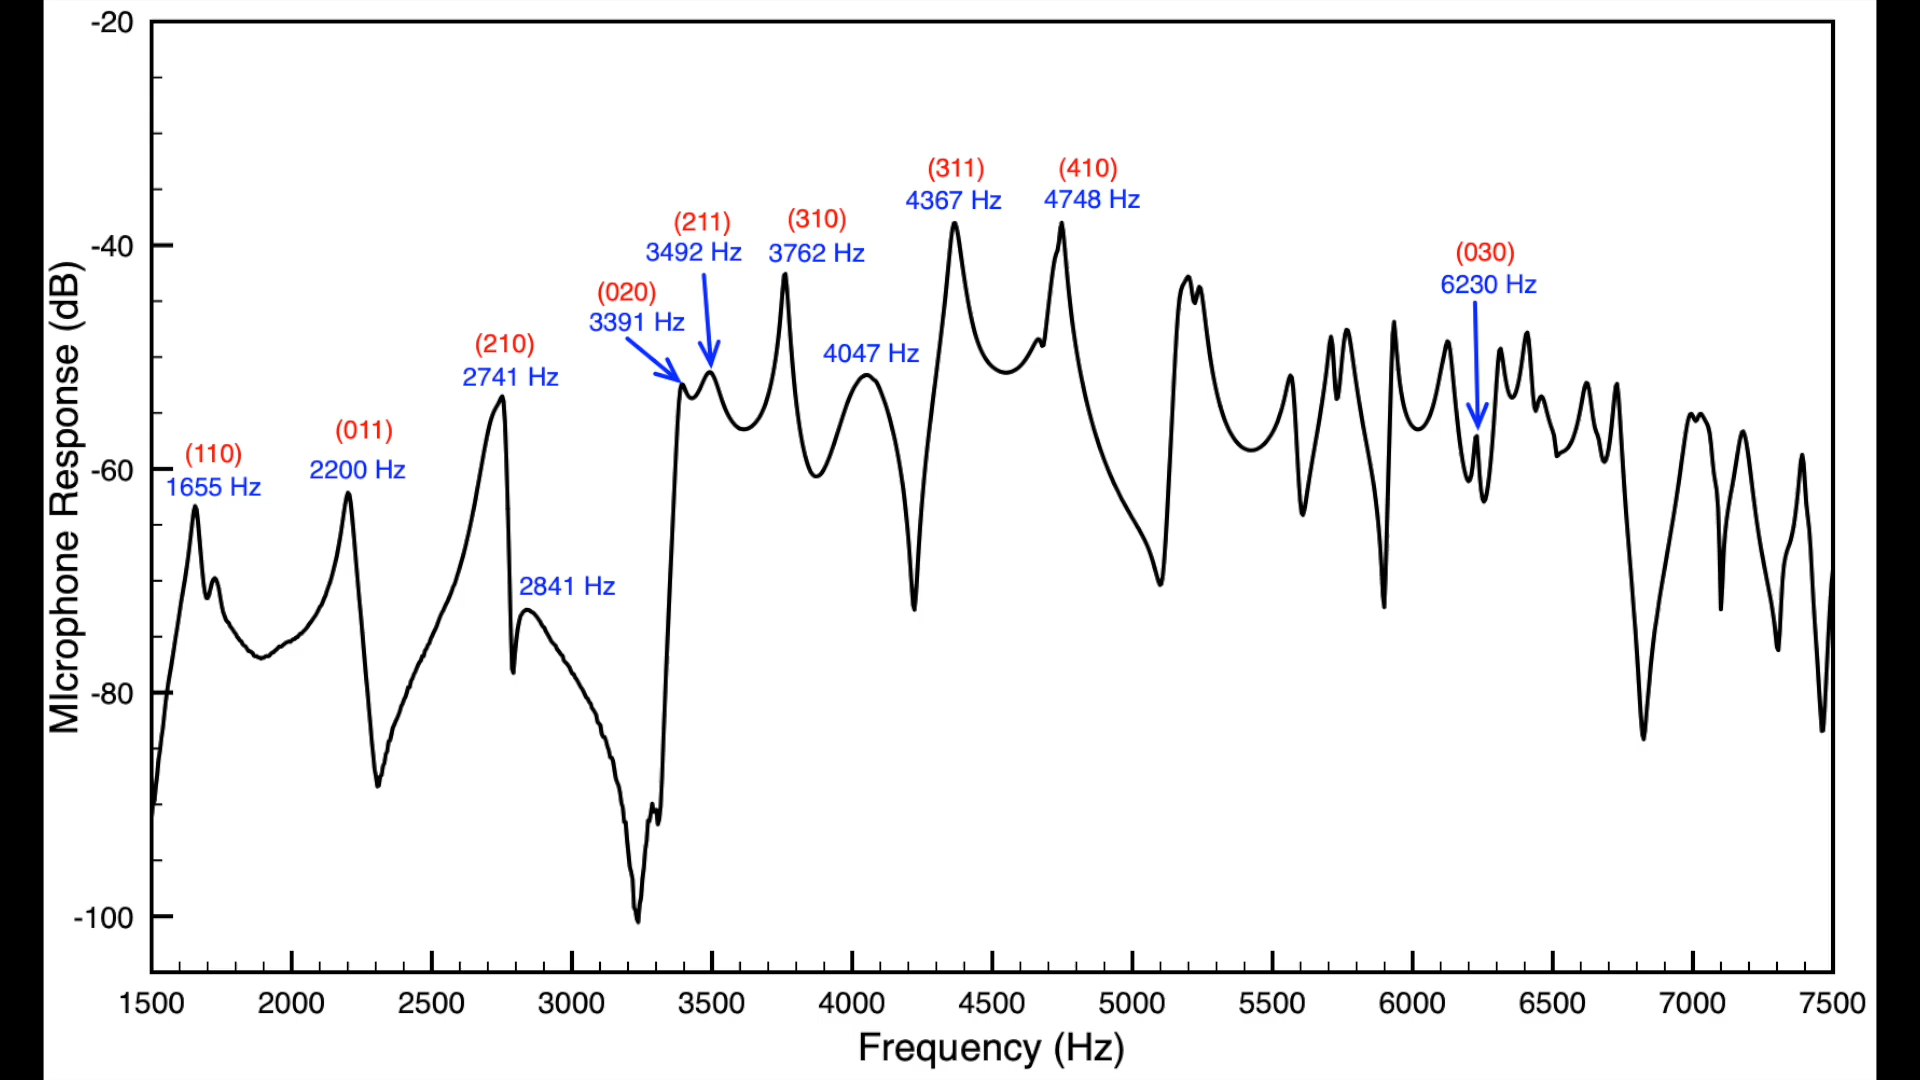 -20
-40
-60
-80
-100
MIcrophone Response (dB)
(110)
1655 Hz
(011)
2200 Hz
(210)
2741 Hz
2841 Hz
(020)
3391 Hz
(211)
3492 Hz
(310)
3762 Hz
4047 Hz
(311)
4367 Hz
(410)
4748 Hz
(030)
6230 Hz
1500 2000 2500 3000 3500 4000 4500 5000 5500 6000 6500 7000 7500
Frequency (Hz)